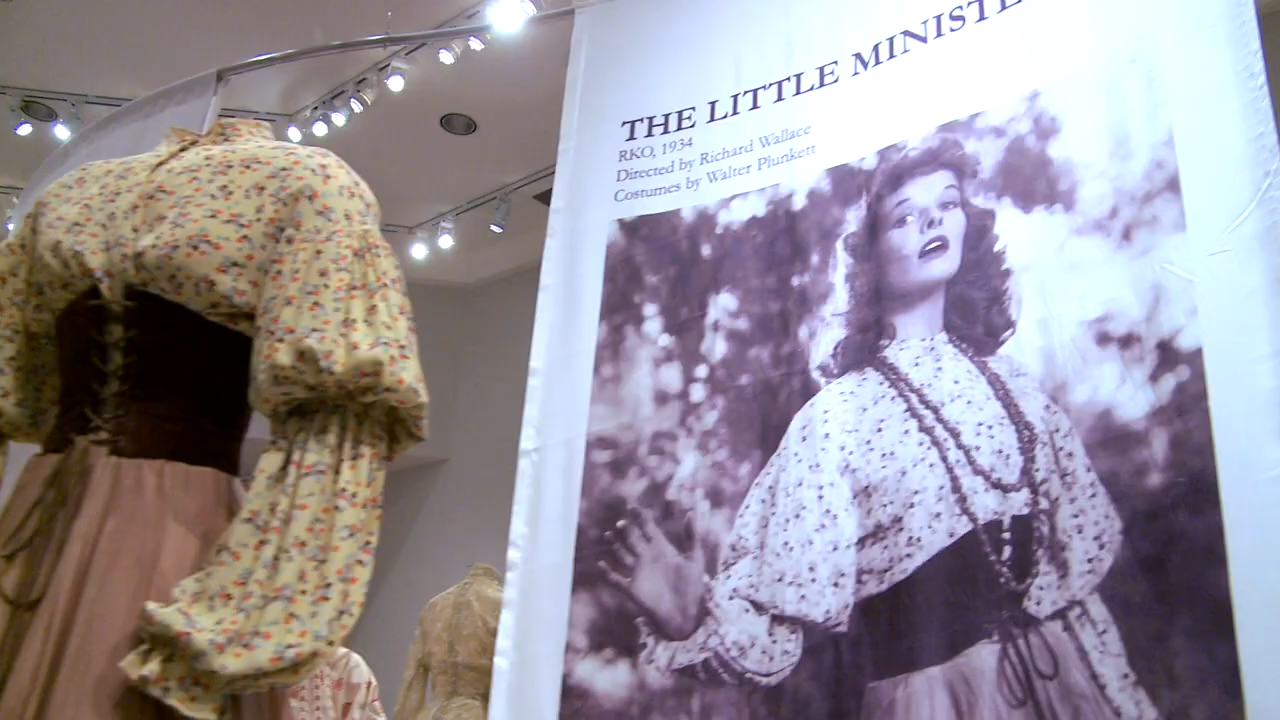 THE LITTLE MINISTE
RKO, 1934
Directed by Richard Wallace
Costumes by Walter Plunkett